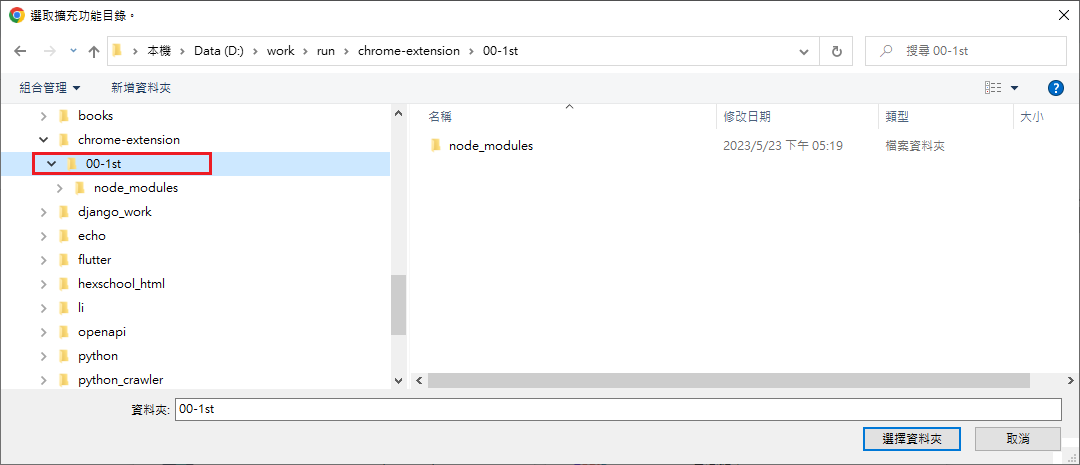 選取擴充功能目錄。
本機 Data (D:) work run chrome-extension 00-1st
搜尋 00-1st
組合管理 新增資料夾
books
chrome-extension
00-1st
node_modules
django_work
echo
flutter
hexschool_html
li
openapi
python
python_crawler
名稱 修改日期 類型 大小
node_modules 2023/5/23 下午 05:19 檔案資料夾
資料夾: 00-1st
選擇資料夾 取消